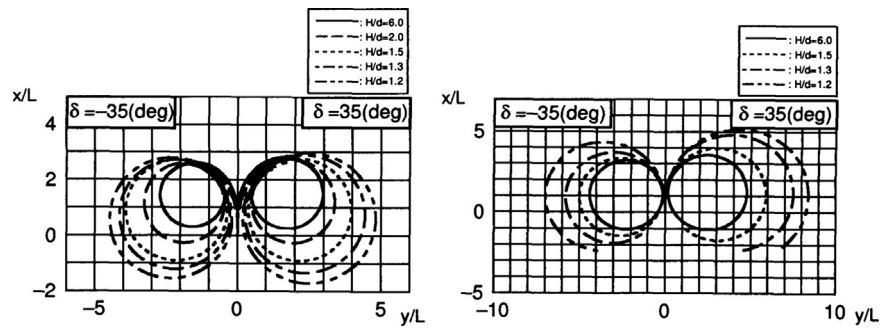 : H/d=6.0
: H/d=2.0
: H/d=1.5
: H/d=1.3
: H/d=1.2
x/L
δ =–35(deg)
δ =35(deg)
4
2
0
–2
–5
0
5
y/L
: H/d=6.0
: H/d=1.5
: H/d=1.3
: H/d=1.2
x/L
δ =–35(deg)
δ =35(deg)
5
0
–5
–10
0
10
y/L